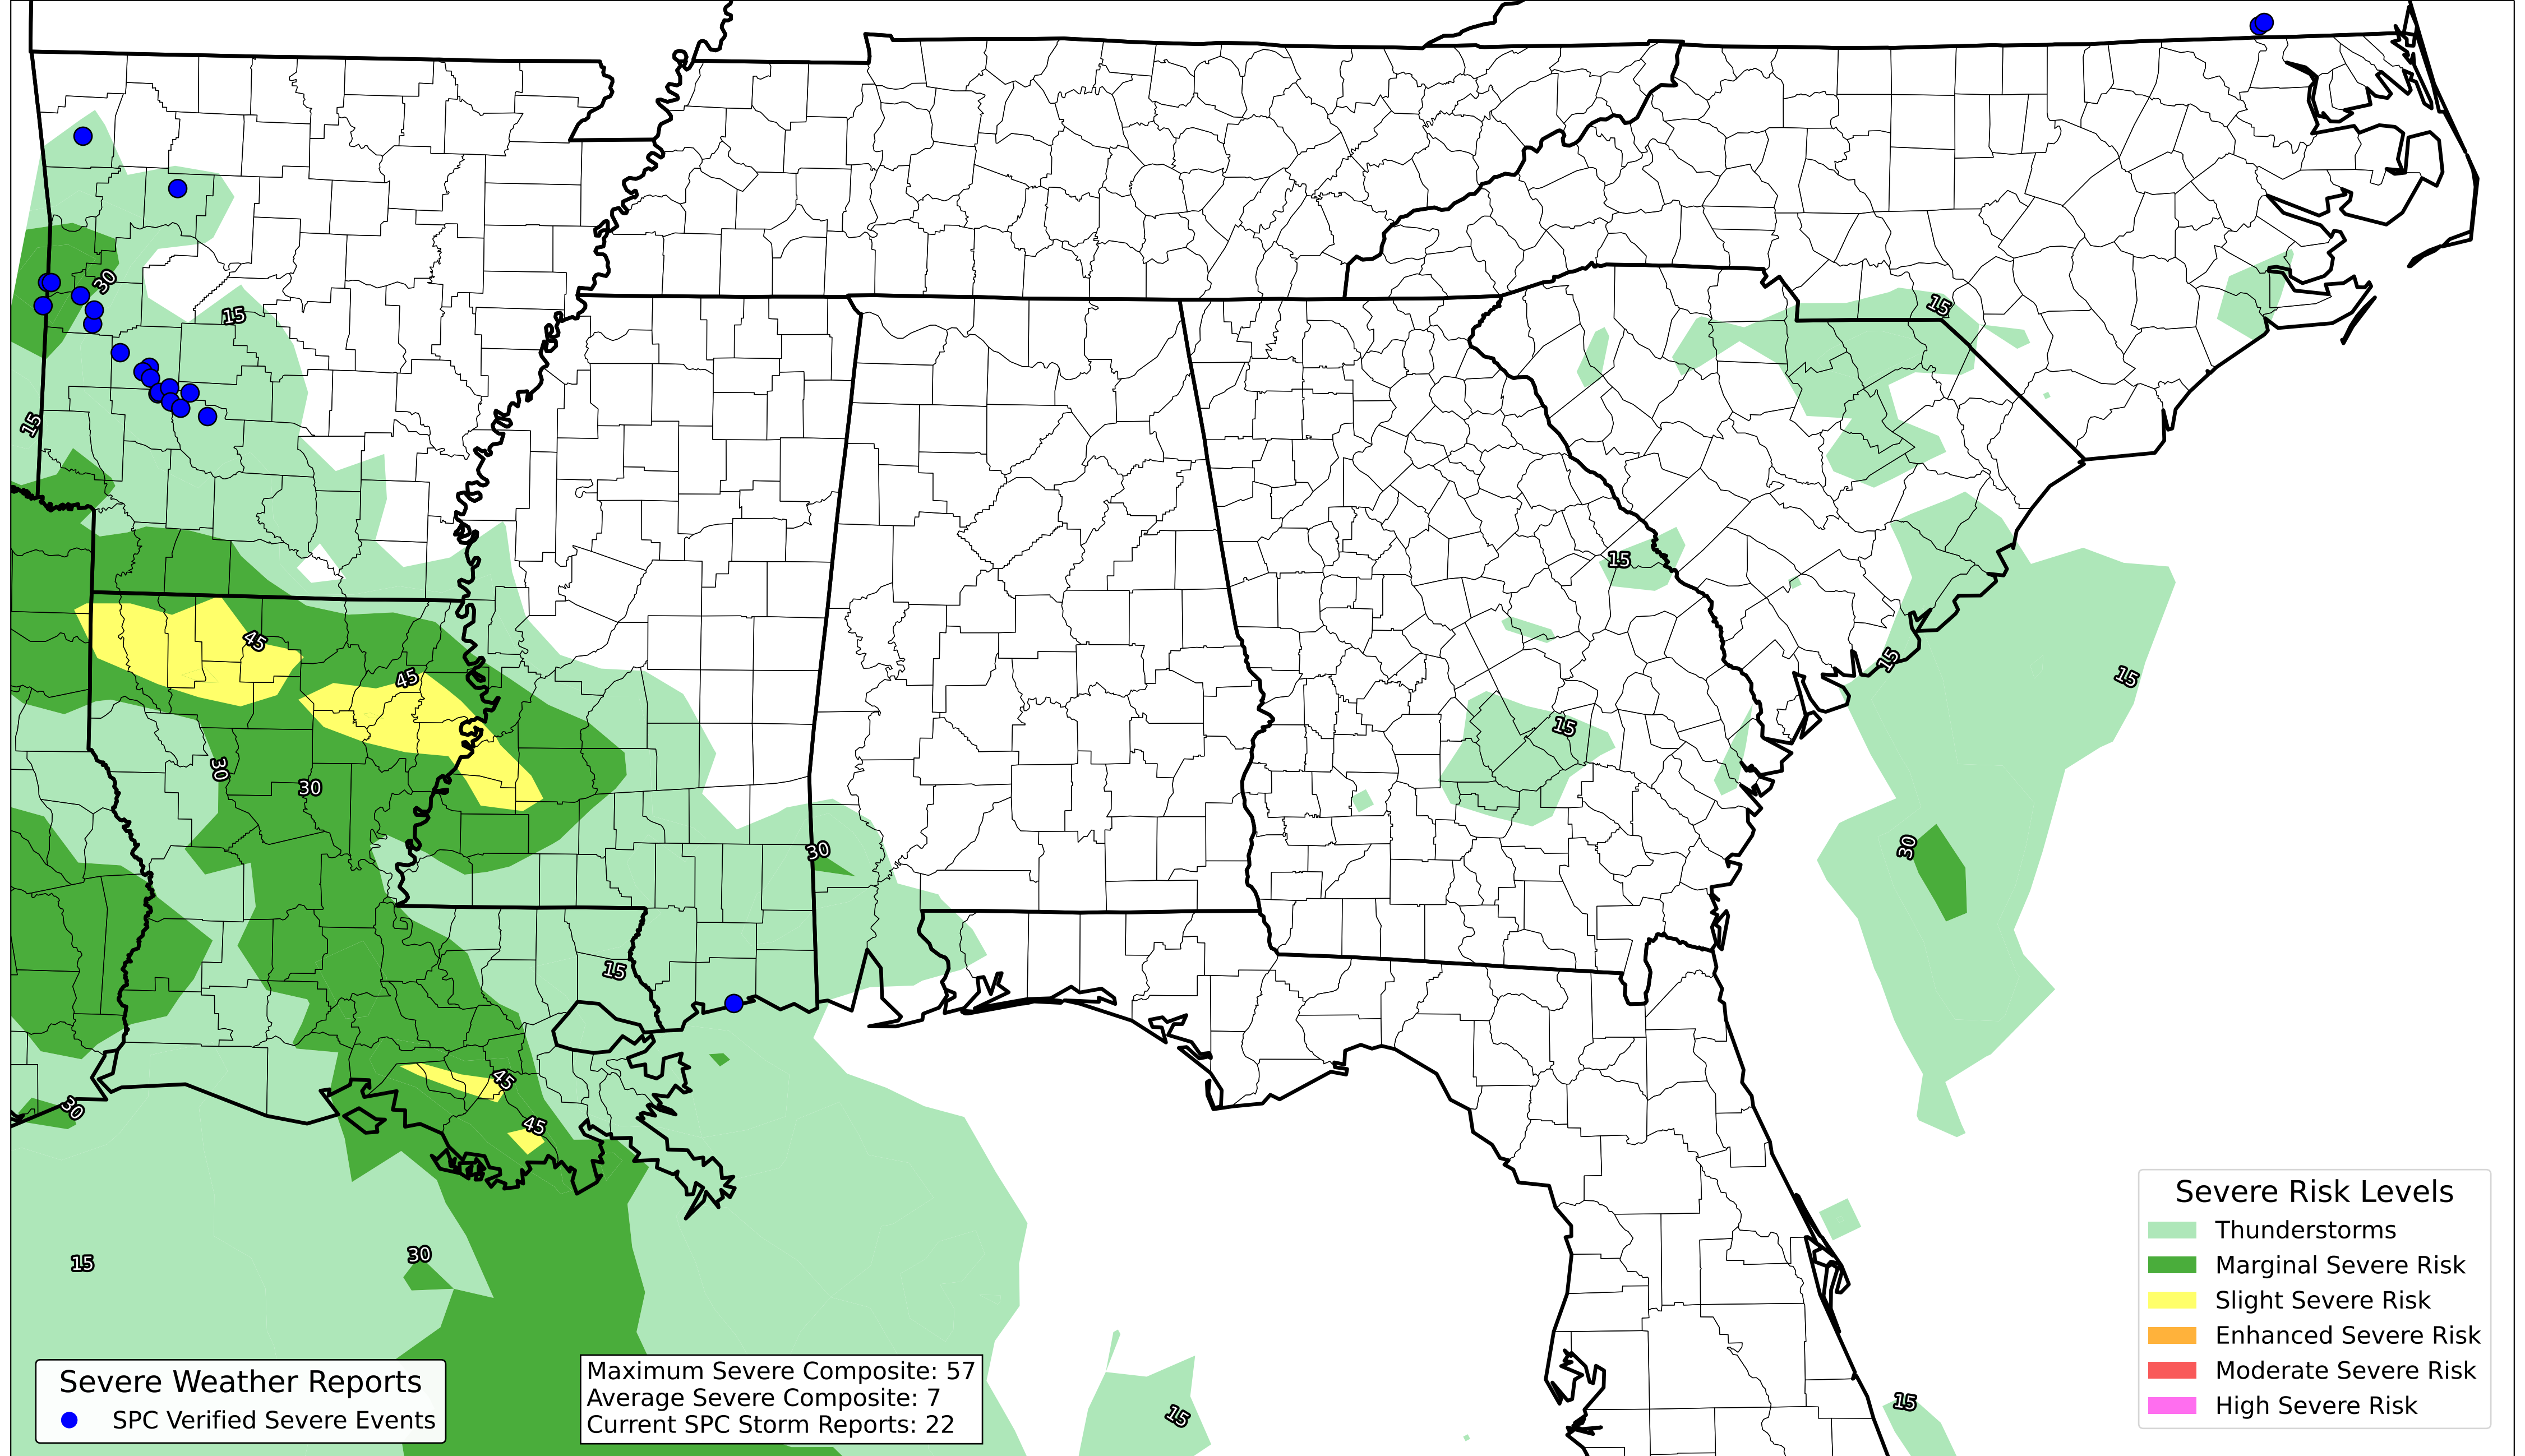 30
15
15
15
15
45
45
15
15
15
15
30
30
30
30
15
45
30
45
30
15
15
15
Severe Risk Levels
Thunderstorms
Marginal Severe Risk
Slight Severe Risk
Enhanced Severe Risk
Moderate Severe Risk
High Severe Risk
Severe Weather Reports
SPC Verified Severe Events
Maximum Severe Composite: 57
Average Severe Composite: 7
Current SPC Storm Reports: 22